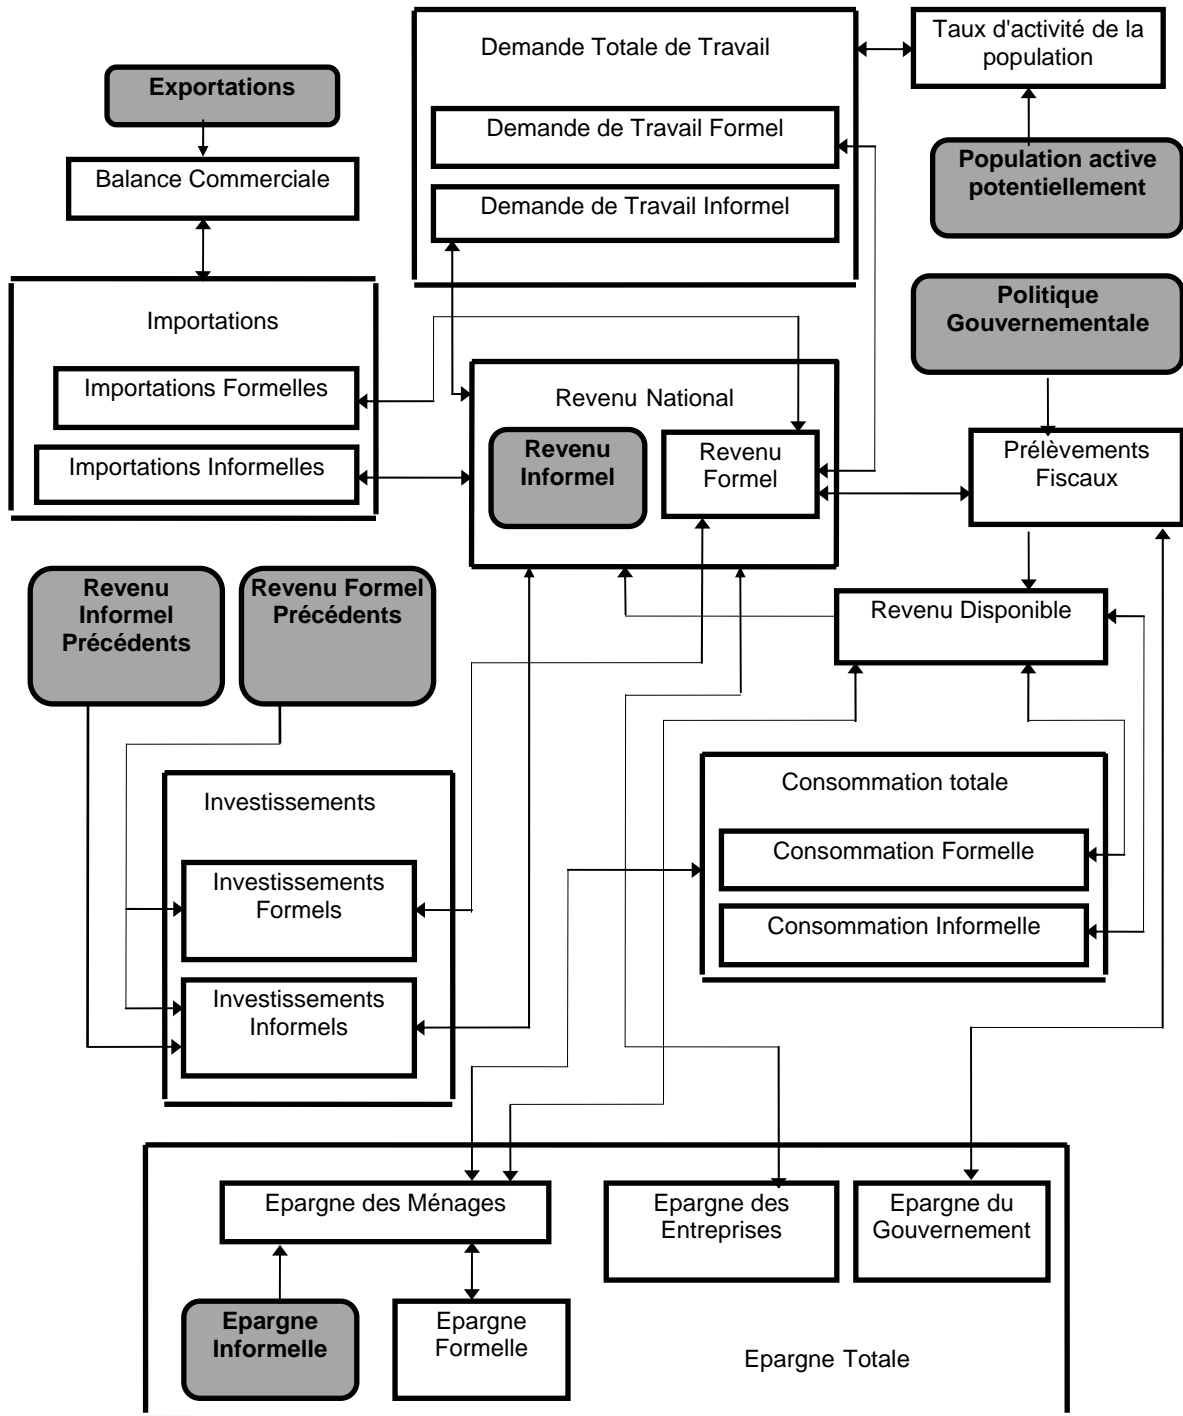 Demande Totale de Travail
Taux d'activité de la
population
Exportations
Demande de Travail Formel
Population active
potentiellement
Balance Commerciale
Demande de Travail Informel
Politique
Gouvernementale
Importations
Importations Formelles
Revenu National
Importations Informelles
Revenu
Informel
Revenu
Formel
Prélèvements
Fiscaux
Revenu
Informel
Précédents
Revenu Formel
Précédents
Revenu Disponible
Investissements
Consommation totale
Consommation Formelle
Investissements
Formels
Consommation Informelle
Investissements
Informels
Epargne des Ménages
Epargne des
Entreprises
Epargne du
Gouvernement
Epargne
Informelle
Epargne
Formelle
Epargne Totale